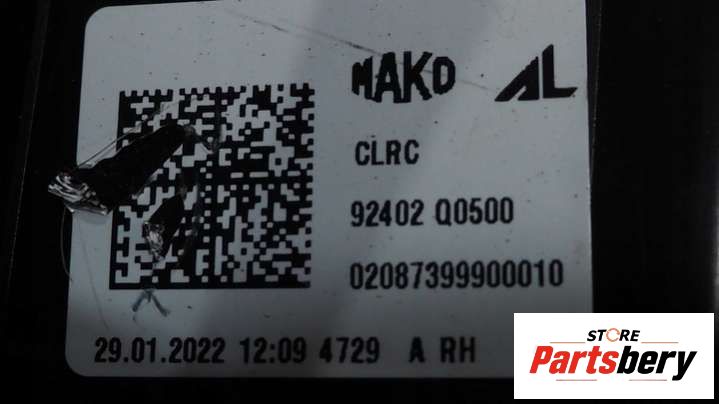 MAKO AL
CLRC
92402 Q0500
02087399900010
29.01.2022 12:09 4729 A RH
STORE
Partsbery